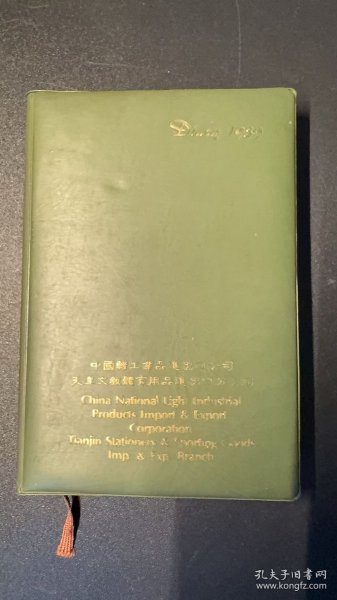 Diary 1989
中國輕工業品進出口公司
天津文教體育用品進出口分公司
China National Light Industrial
Products Import & Export
Corporation
Tianjin Stationery & Sporting Goods
Imp. & Exp. Branch
孔夫子旧书网
www.kongfz.com